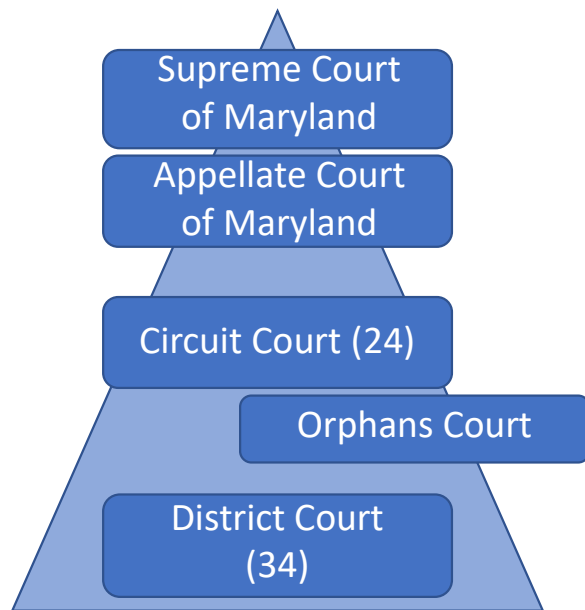 Supreme Court
of Maryland
Appellate Court
of Maryland
Circuit Court (24)
Orphans Court
District Court
(34)